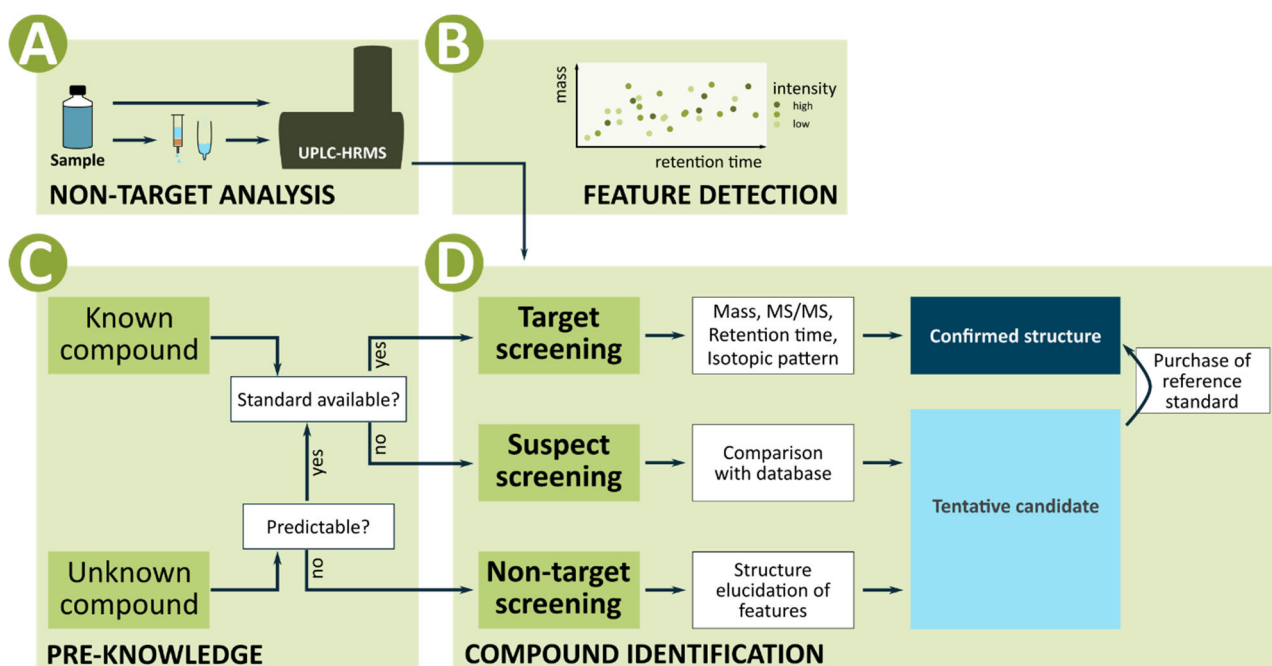 A
Sample
UPLC-HRMS
NON-TARGET ANALYSIS
B
mass
retention time
intensity
high
low
FEATURE DETECTION
C
Known
compound
Standard available?
yes
no
yes
Predictable?
no
Unknown
compound
PRE-KNOWLEDGE
D
Target
screening
Mass, MS/MS,
Retention time,
Isotopic pattern
Confirmed structure
Purchase of
reference
standard
Suspect
screening
Comparison
with database
Tentative candidate
Non-target
screening
Structure
elucidation of
features
COMPOUND IDENTIFICATION